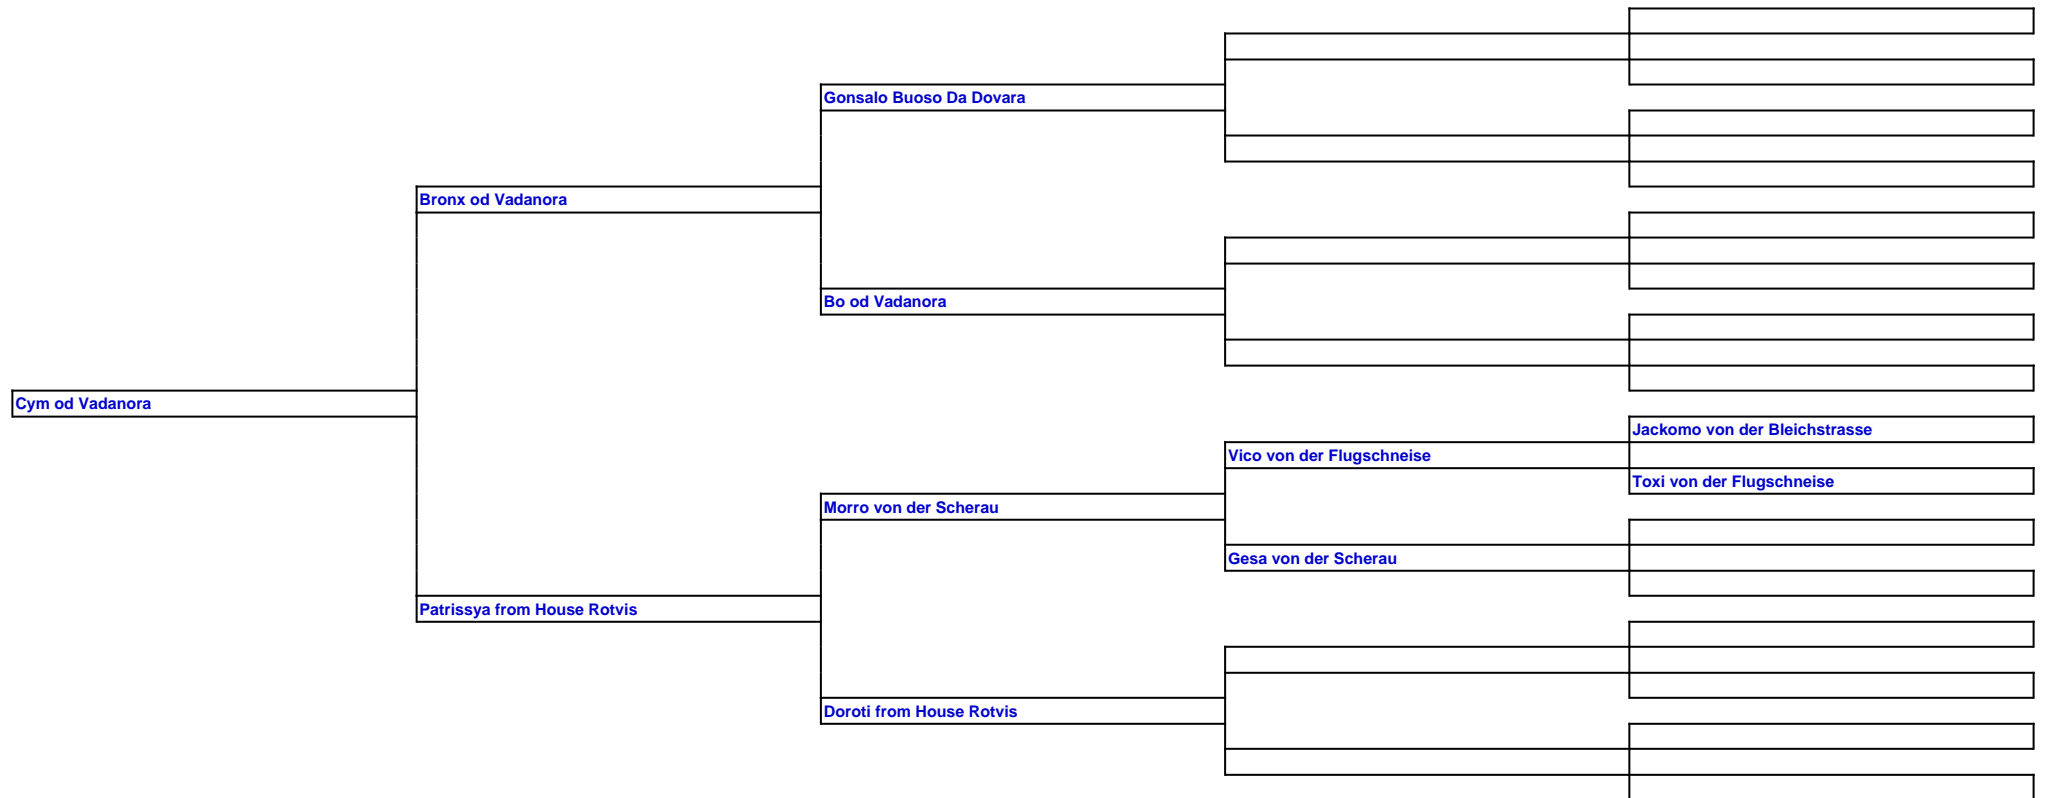 Gonsalo Buoso Da Dovara
Bronx od Vadanora
Bo od Vadanora
Cym od Vadanora
Jackomo von der Bleichstrasse
Vico von der Flugschneise
Toxi von der Flugschneise
Morro von der Scherau
Gesa von der Scherau
Patrissya from House Rotvis
Doroti from House Rotvis